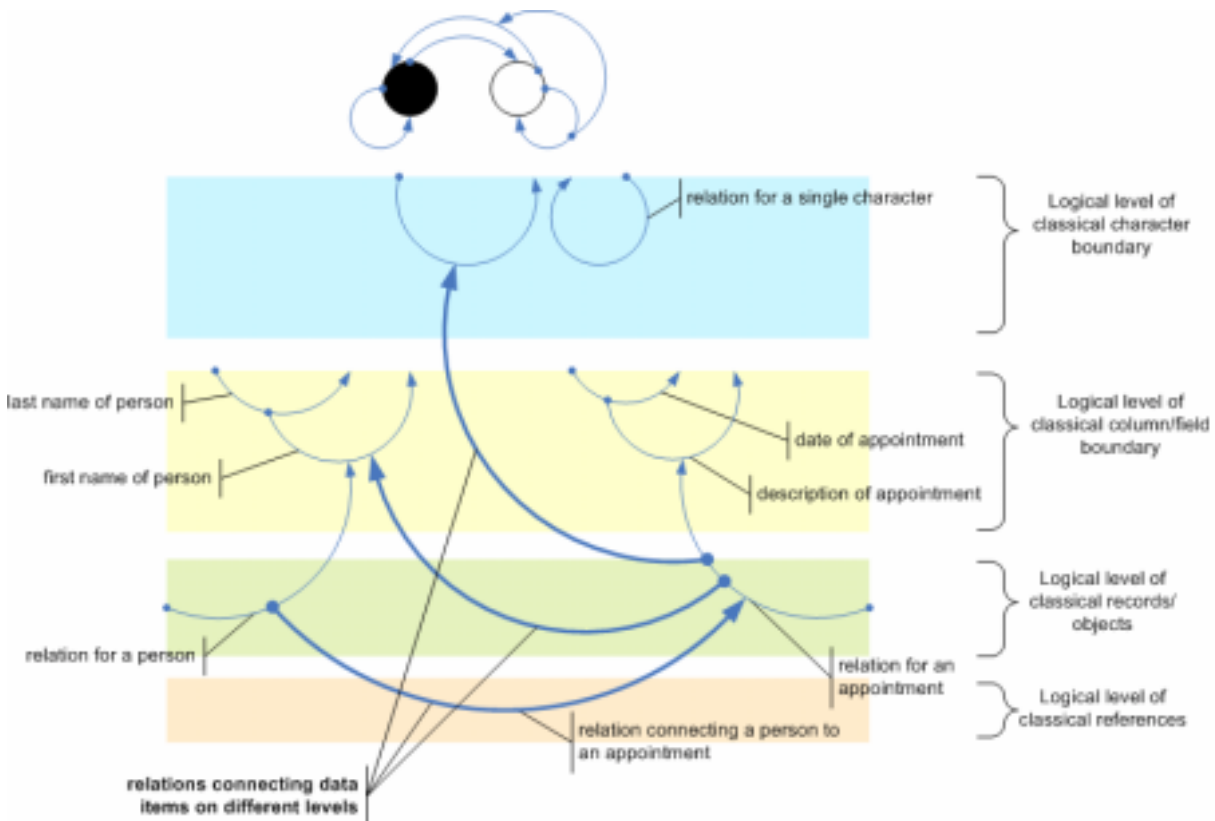 relation for a single character
Logical level of
classical character
boundary
last name of person
first name of person
date of appointment
description of appointment
Logical level of
classical column/field
boundary
relation for a person
relation for an
appointment
Logical level of
classical records/
objects
relation connecting a person to
an appointment
Logical level of
classical references
relations connecting data
items on different levels